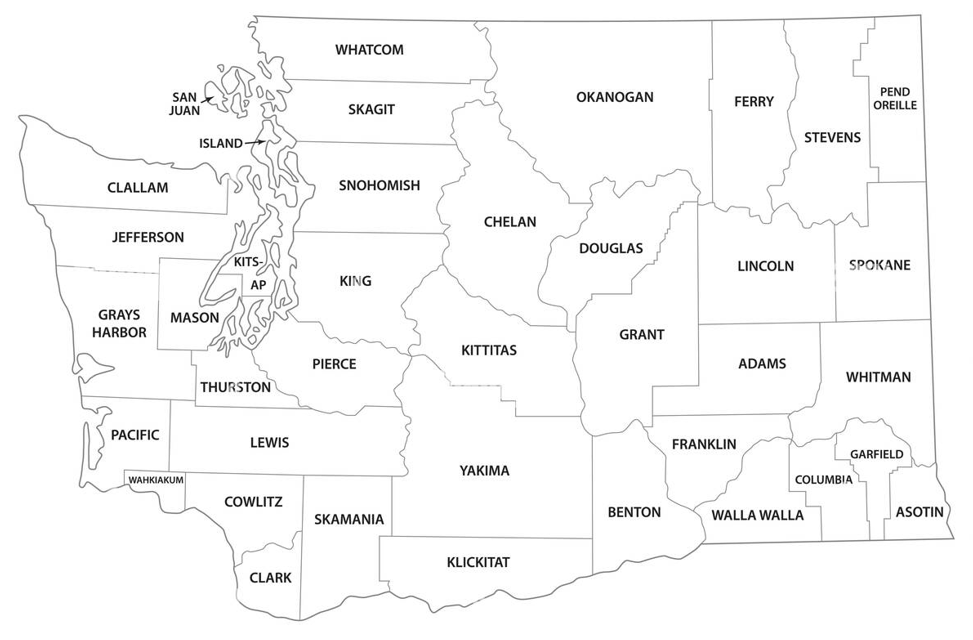 WHATCOM
OKANOGAN
FERRY
PEND
OREILLE
SAN
JUAN
SKAGIT
STEVENS
ISLAND
CLALLAM
SNOHOMISH
CHELAN
JEFFERSON
DOUGLAS
KITS-
AP
KING
LINCOLN
SPOKANE
GRAYS
HARBOR
MASON
GRANT
KITTITAS
PIERCE
ADAMS
WHITMAN
THURSTON
PACIFIC
LEWIS
FRANKLIN
GARFIELD
YAKIMA
WAHKIAKUM
COLUMBIA
COWLITZ
SKAMANIA
BENTON
WALLA WALLA
ASOTIN
KLICKITAT
CLARK